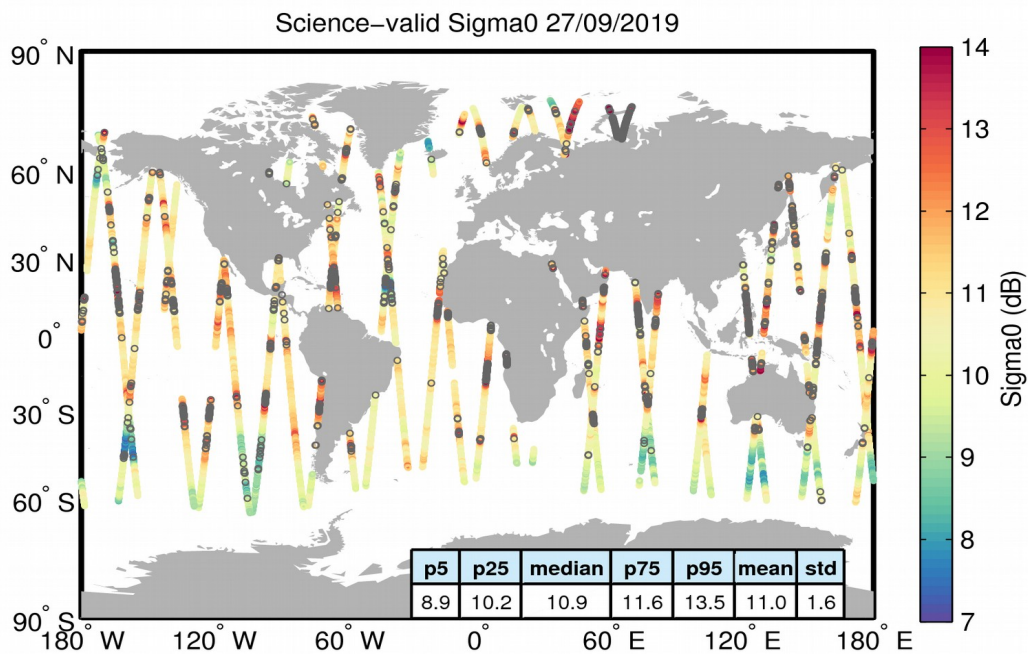 Science−valid Sigma0 27/09/2019
90° N
60° N
30° N
0°
30° S
60° S
90° S
180° W
120° W
60° W
0°
60° E
120° E
180° E
p5 p25 median p75 p95 mean std
8.9 10.2 10.9 11.6 13.5 11.0 1.6
14
13
12
11
10
9
8
7
Sigma0 (dB)